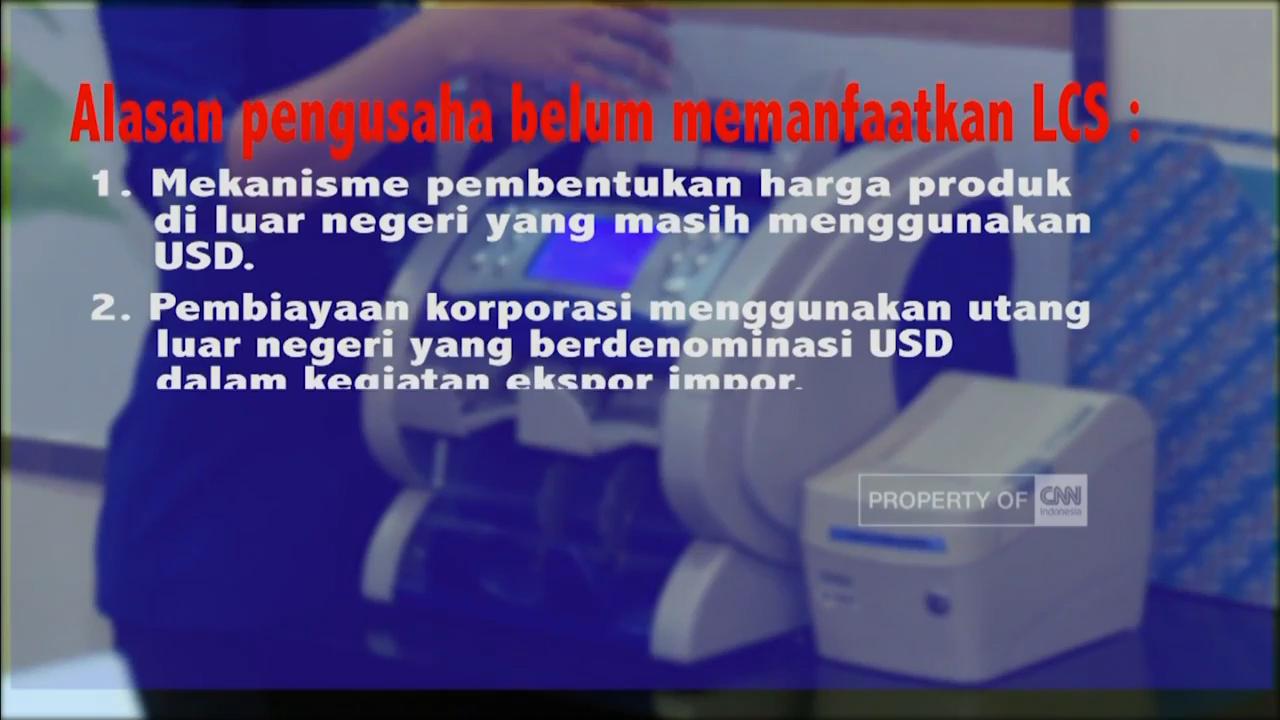 Alasan pengusaha belum memanfaatkan LCS :
1. Mekanisme pembentukan harga produk
di luar negeri yang masih menggunakan
USD.
2. Pembiayaan korporasi menggunakan utang
luar negeri yang berdenominasi USD
dalam kegiatan ekspor impor.
PROPERTY OF CNN Indonesia